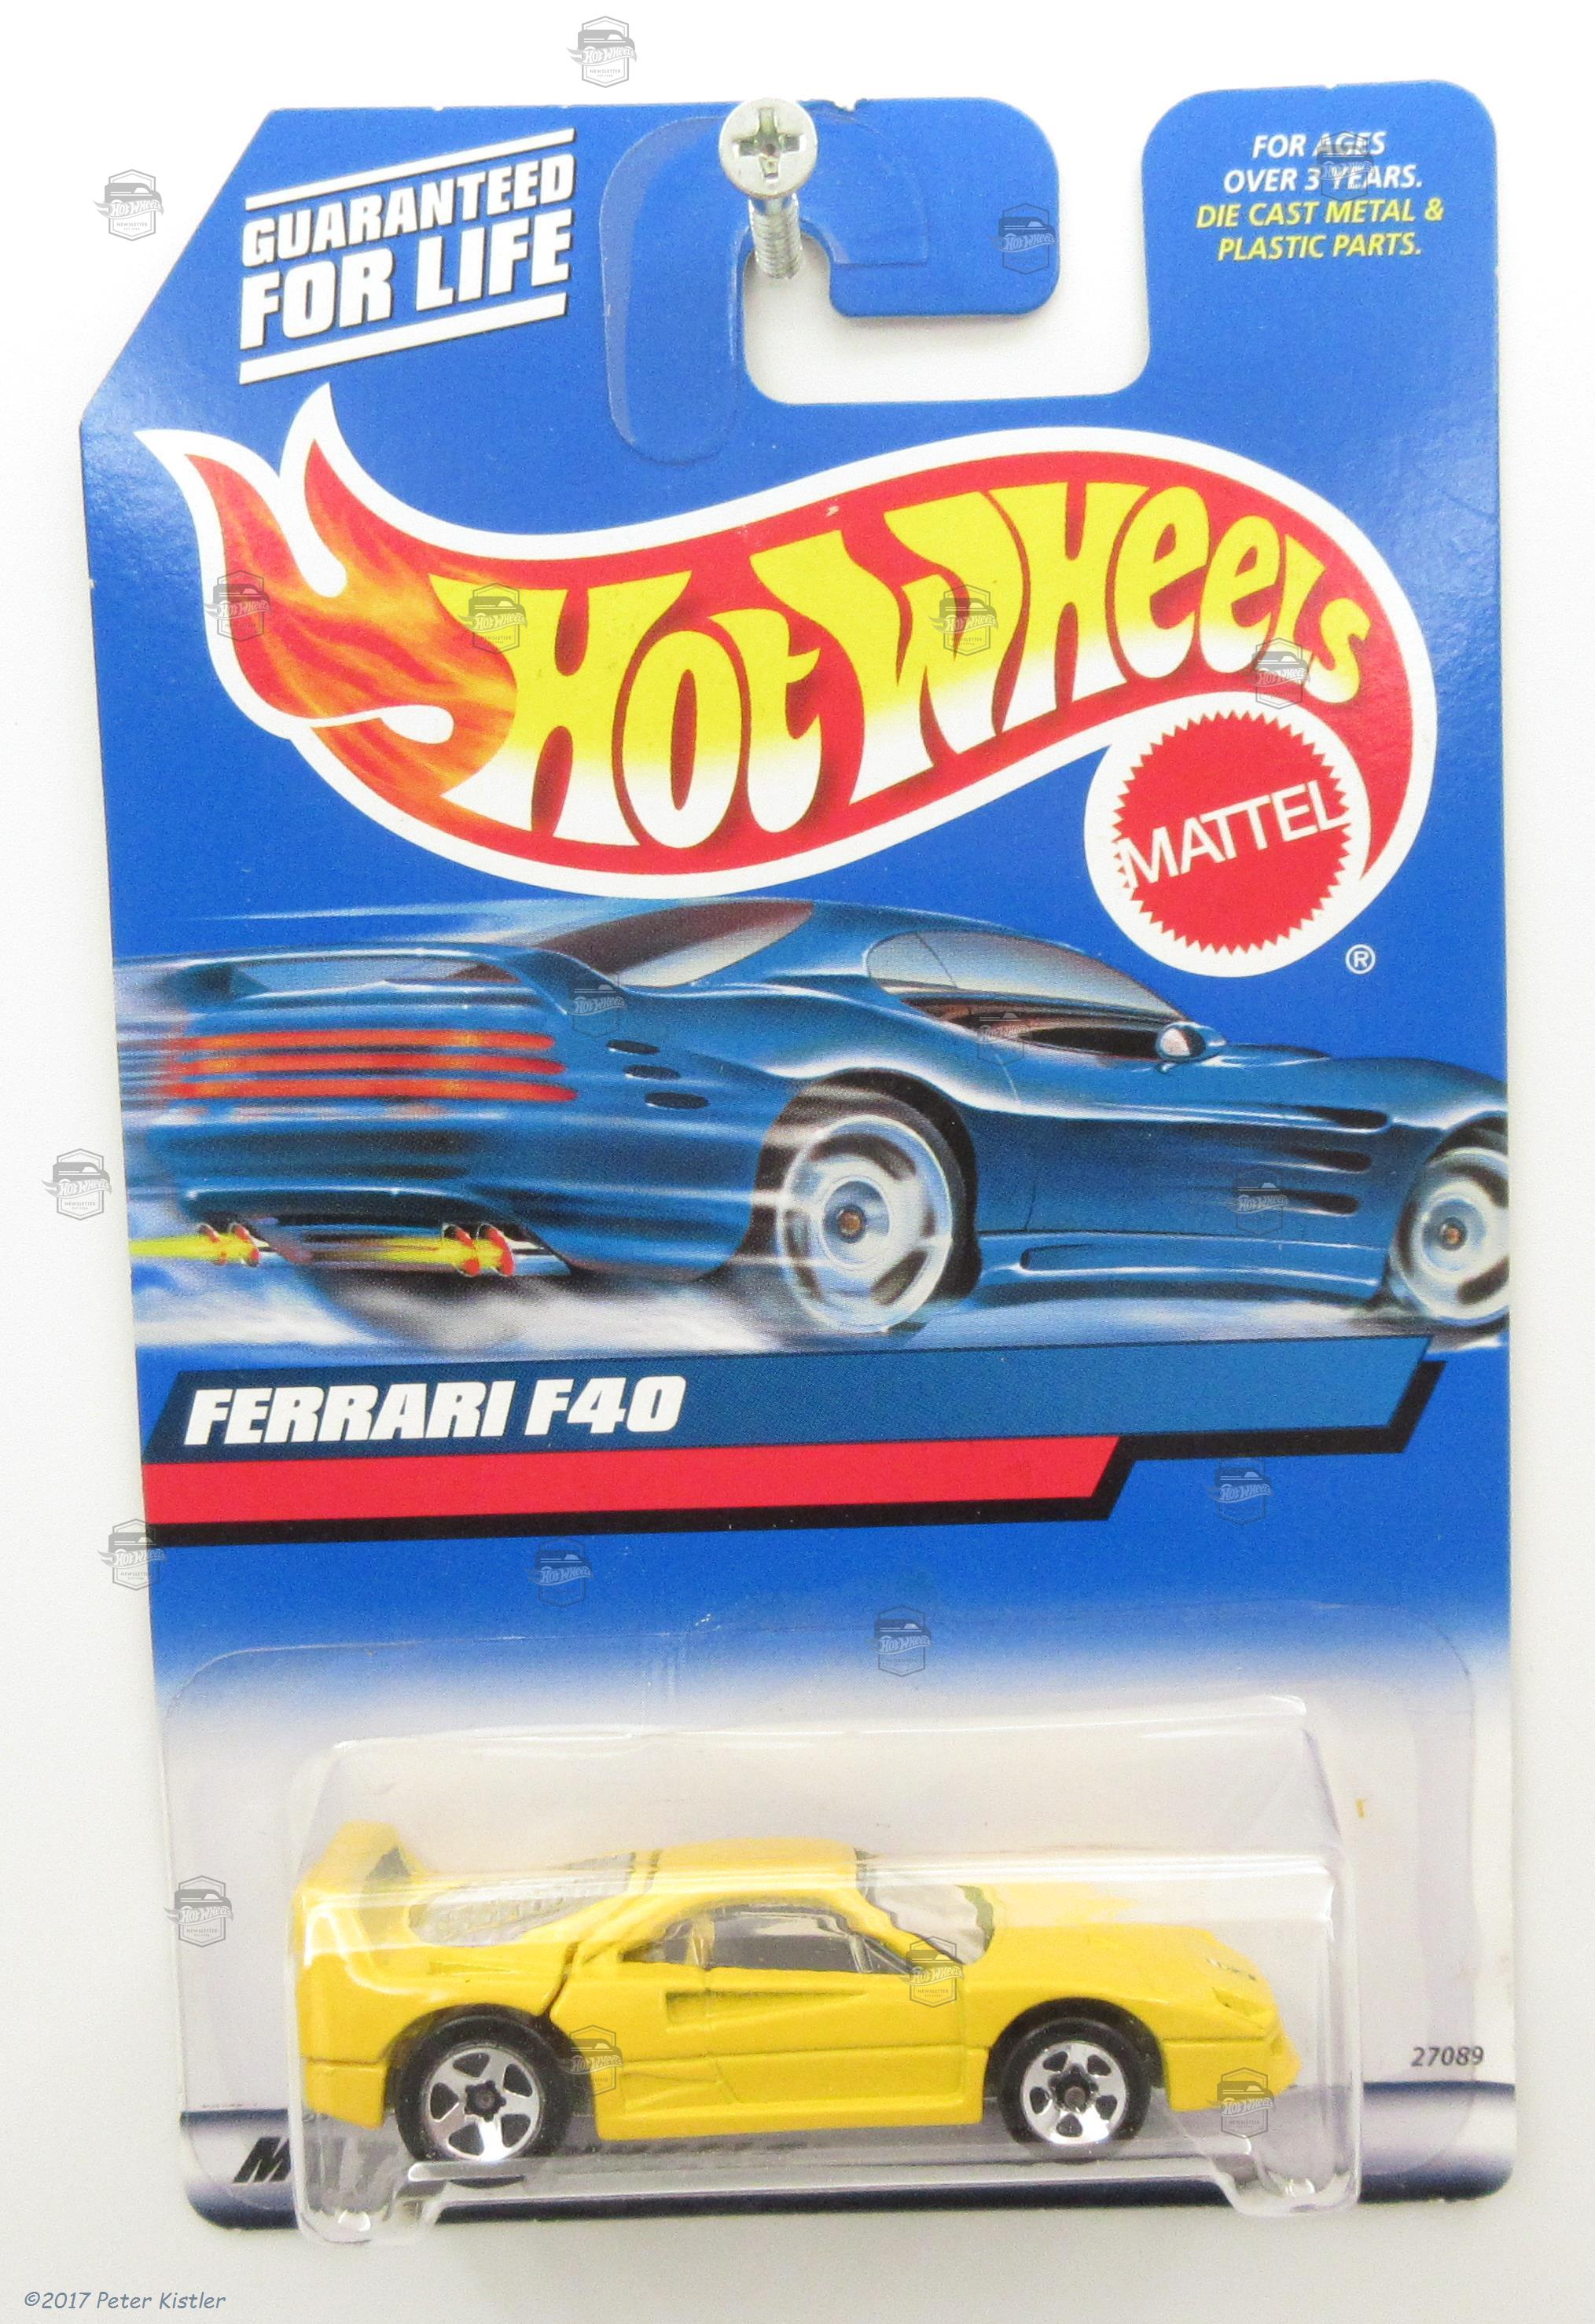 GUARANTEED
FOR LIFE
FOR AGES
OVER 3 YEARS.
DIE CAST METAL &
PLASTIC PARTS.
HOT WHEELS
MATTEL
®
FERRARI F40
27089
©2017 Peter Kistler